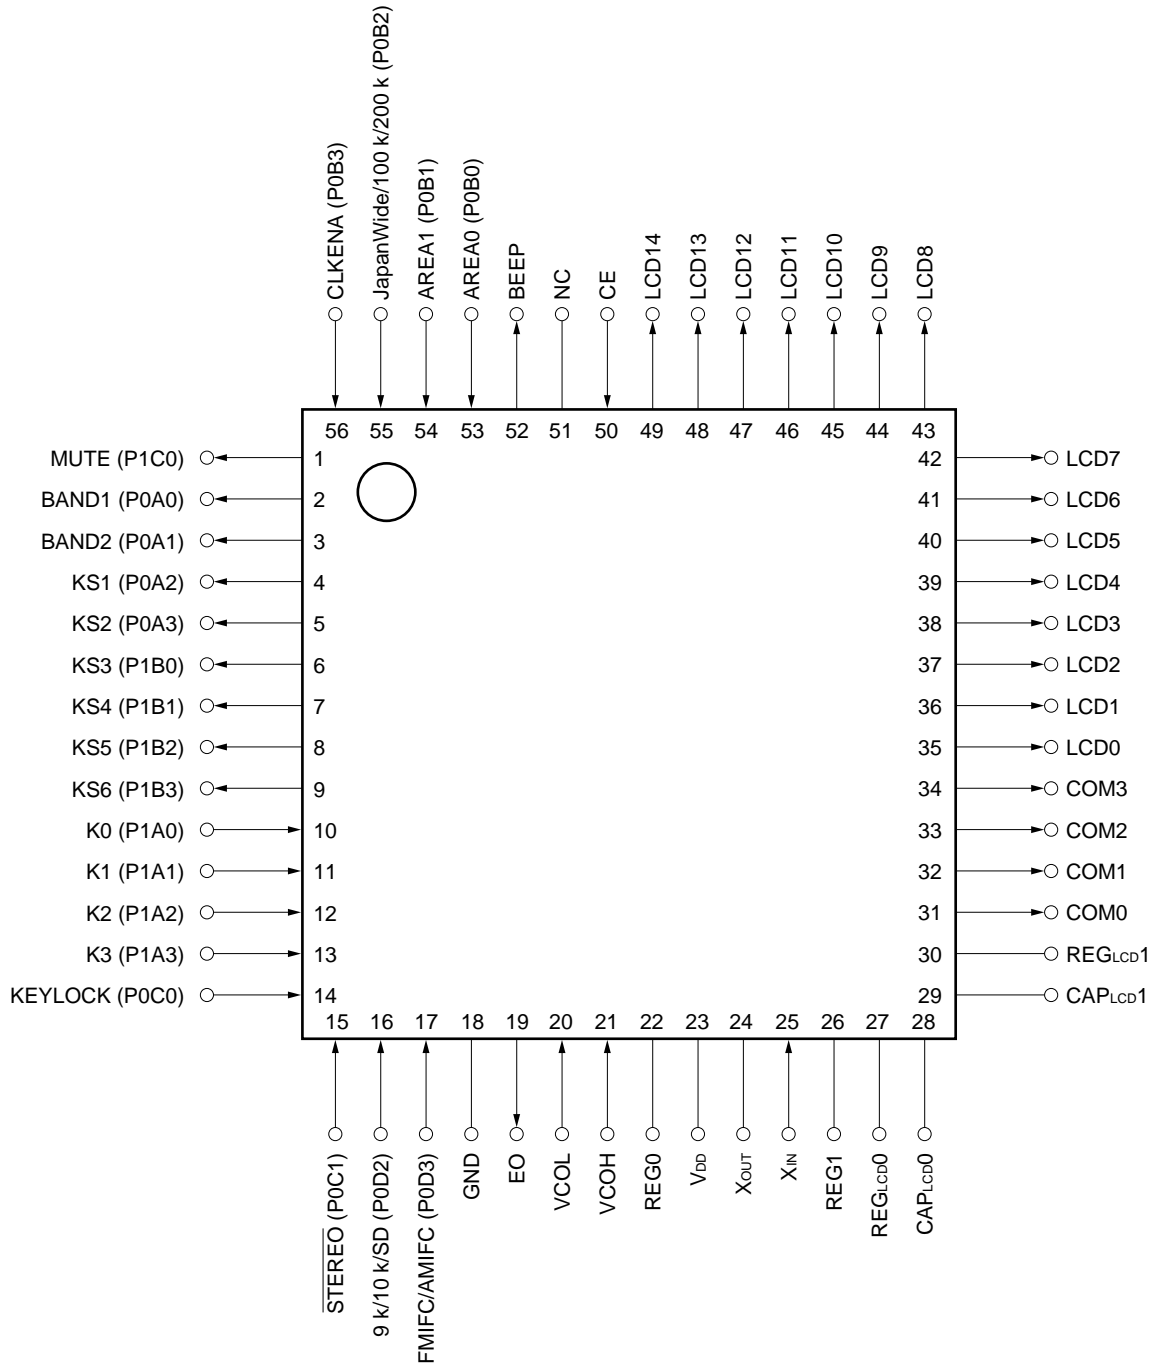 CLKENA (P0B3)
JapanWide/100 k/200 k (P0B2)
AREA1 (P0B1)
AREA0 (P0B0)
BEEP
NC
CE
LCD14
LCD13
LCD12
LCD11
LCD10
LCD9
LCD8
56 55 54 53 52 51 50 49 48 47 46 45 44 43
MUTE (P1C0) 1 42 LCD7
BAND1 (P0A0) 2 41 LCD6
BAND2 (P0A1) 3 40 LCD5
KS1 (P0A2) 4 39 LCD4
KS2 (P0A3) 5 38 LCD3
KS3 (P1B0) 6 37 LCD2
KS4 (P1B1) 7 36 LCD1
KS5 (P1B2) 8 35 LCD0
KS6 (P1B3) 9 34 COM3
K0 (P1A0) 10 33 COM2
K1 (P1A1) 11 32 COM1
K2 (P1A2) 12 31 COM0
K3 (P1A3) 13 30 REGLCD1
KEYLOCK (P0C0) 14 29 CAPLCD1
15 16 17 18 19 20 21 22 23 24 25 26 27 28
STEREO (P0C1)
9 k/10 k/SD (P0D2)
FMIFC/AMIFC (P0D3)
GND
EO
VCOL
VCOH
REG0
VDD
XOUT
XIN
REG1
REGLCD0
CAPLCD0